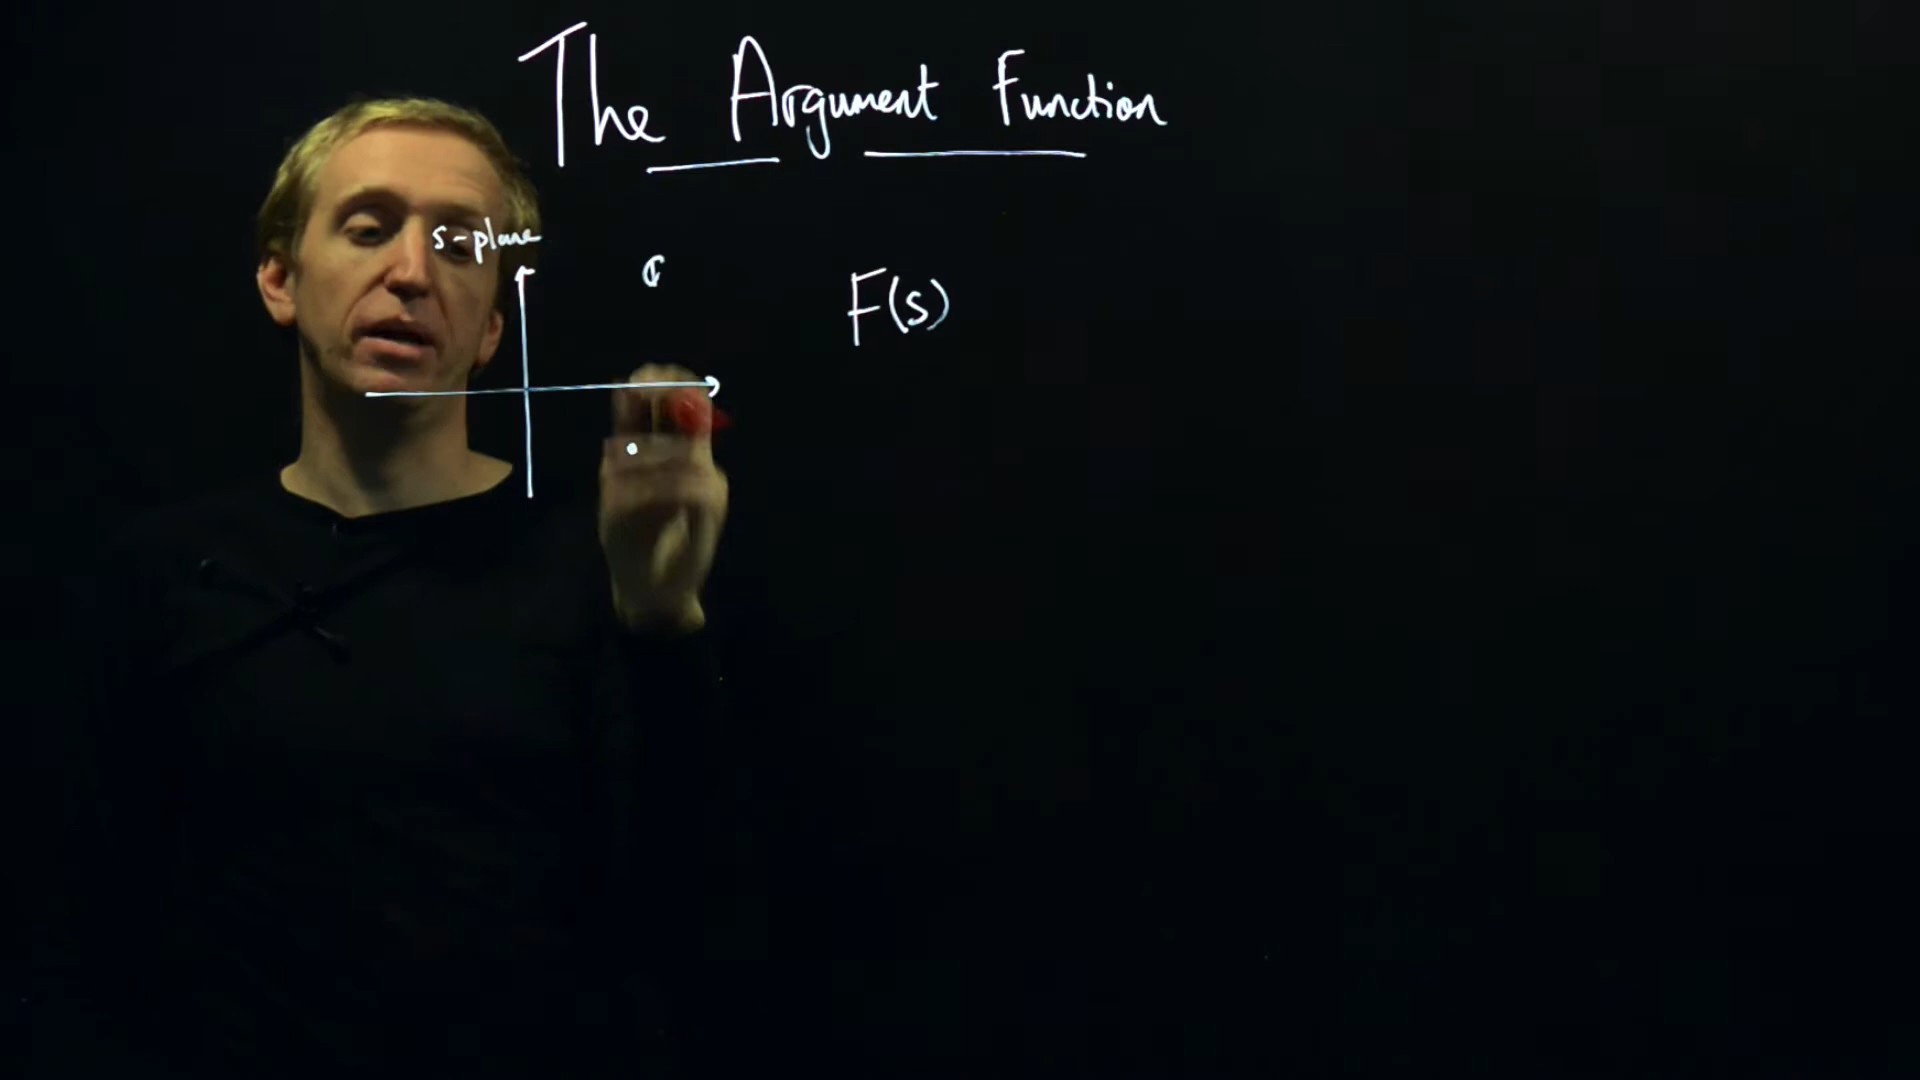 The Argument Function
s-plane
ℂ
F(s)